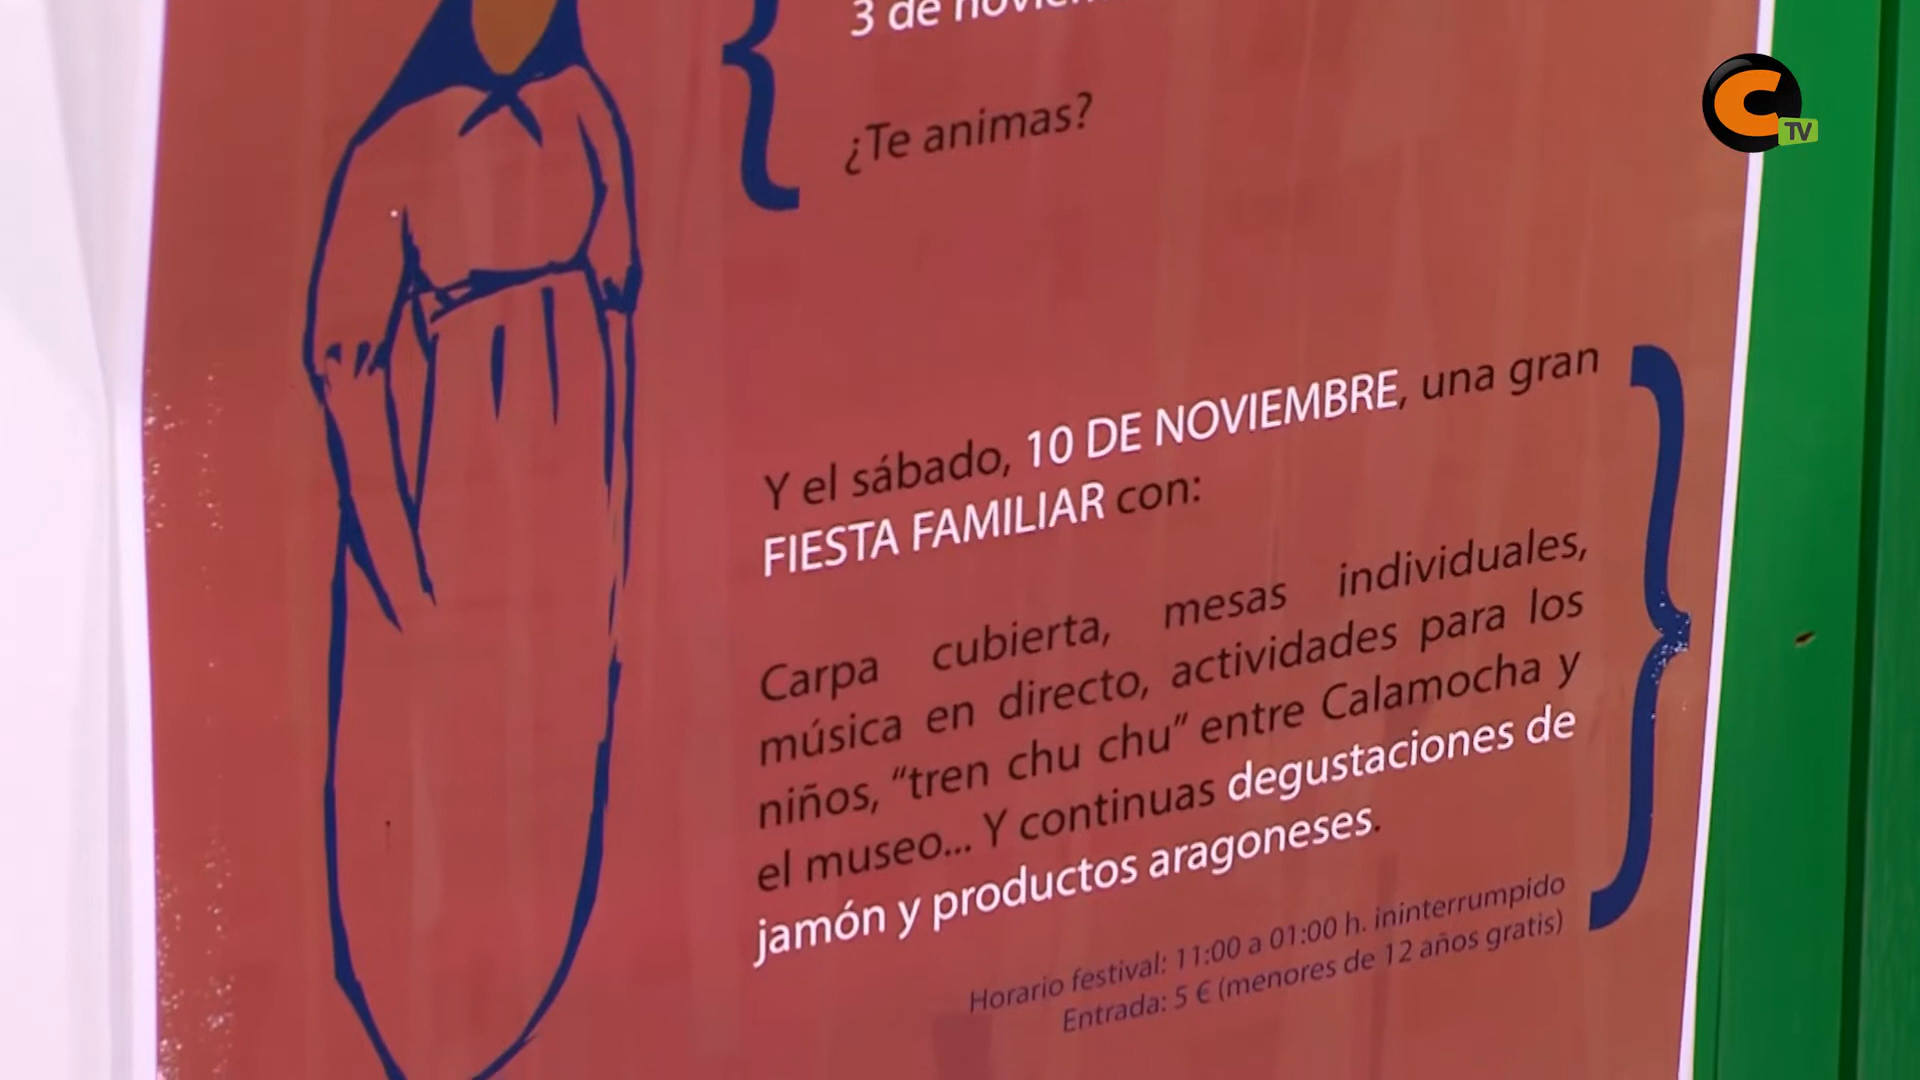 3 de
¿Te animas?
C
TV
Y el sábado, 10 DE NOVIEMBRE, una gran
FIESTA FAMILIAR con:
Carpa cubierta, mesas individuales,
música en directo, actividades para los
niños, “tren chu chu” entre Calamocha y
el museo... Y continuas degustaciones de
jamón y productos aragoneses.
Horario festival: 11:00 a 01:00 h. ininterrumpido
Entrada: 5 € (menores de 12 años gratis)